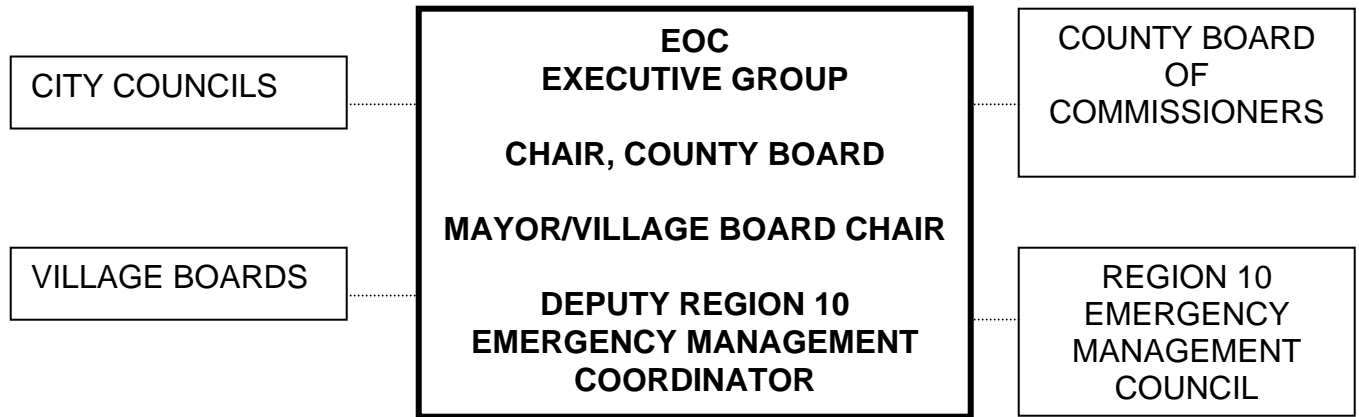 CITY COUNCILS
VILLAGE BOARDS
EOC
EXECUTIVE GROUP
CHAIR, COUNTY BOARD
MAYOR/VILLAGE BOARD CHAIR
DEPUTY REGION 10
EMERGENCY MANAGEMENT
COORDINATOR
COUNTY BOARD
OF
COMMISSIONERS
REGION 10
EMERGENCY
MANAGEMENT
COUNCIL